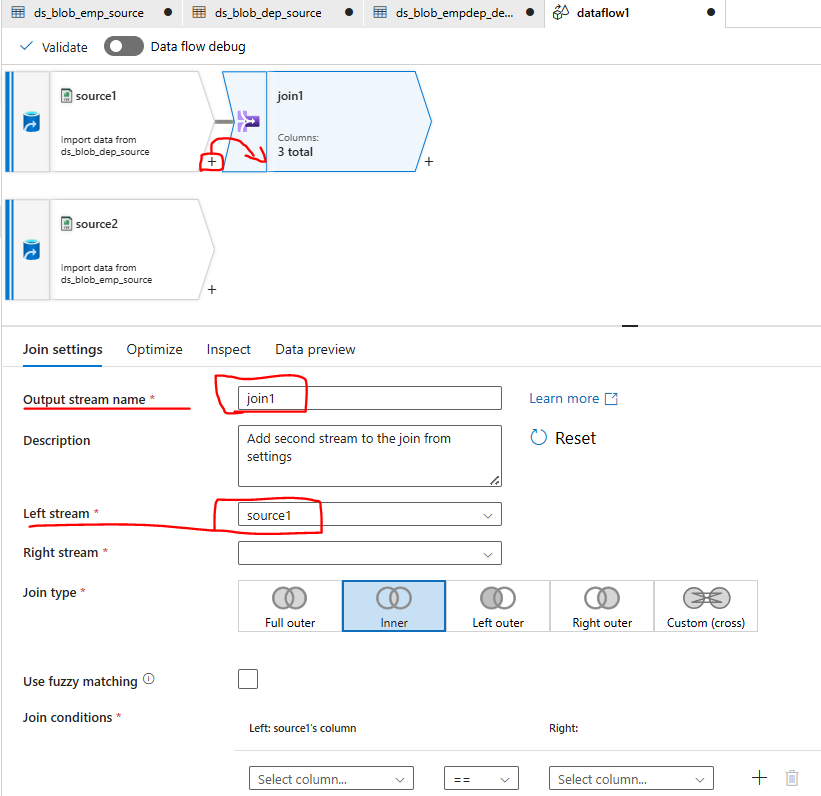 ds_blob_emp_source
ds_blob_dep_source
ds_blob_empdep_de...
dataflow1
Validate
Data flow debug
source1
Import data from
ds_blob_dep_source
+
join1
Columns:
3 total
+
source2
Import data from
ds_blob_emp_source
+
Join settings
Optimize
Inspect
Data preview
Output stream name *
join1
Learn more
Description
Add second stream to the join from
settings
Reset
Left stream *
source1
Right stream *
Join type *
Full outer
Inner
Left outer
Right outer
Custom (cross)
Use fuzzy matching
Join conditions *
Left: source1's column
Right:
Select column...
==
Select column...
+